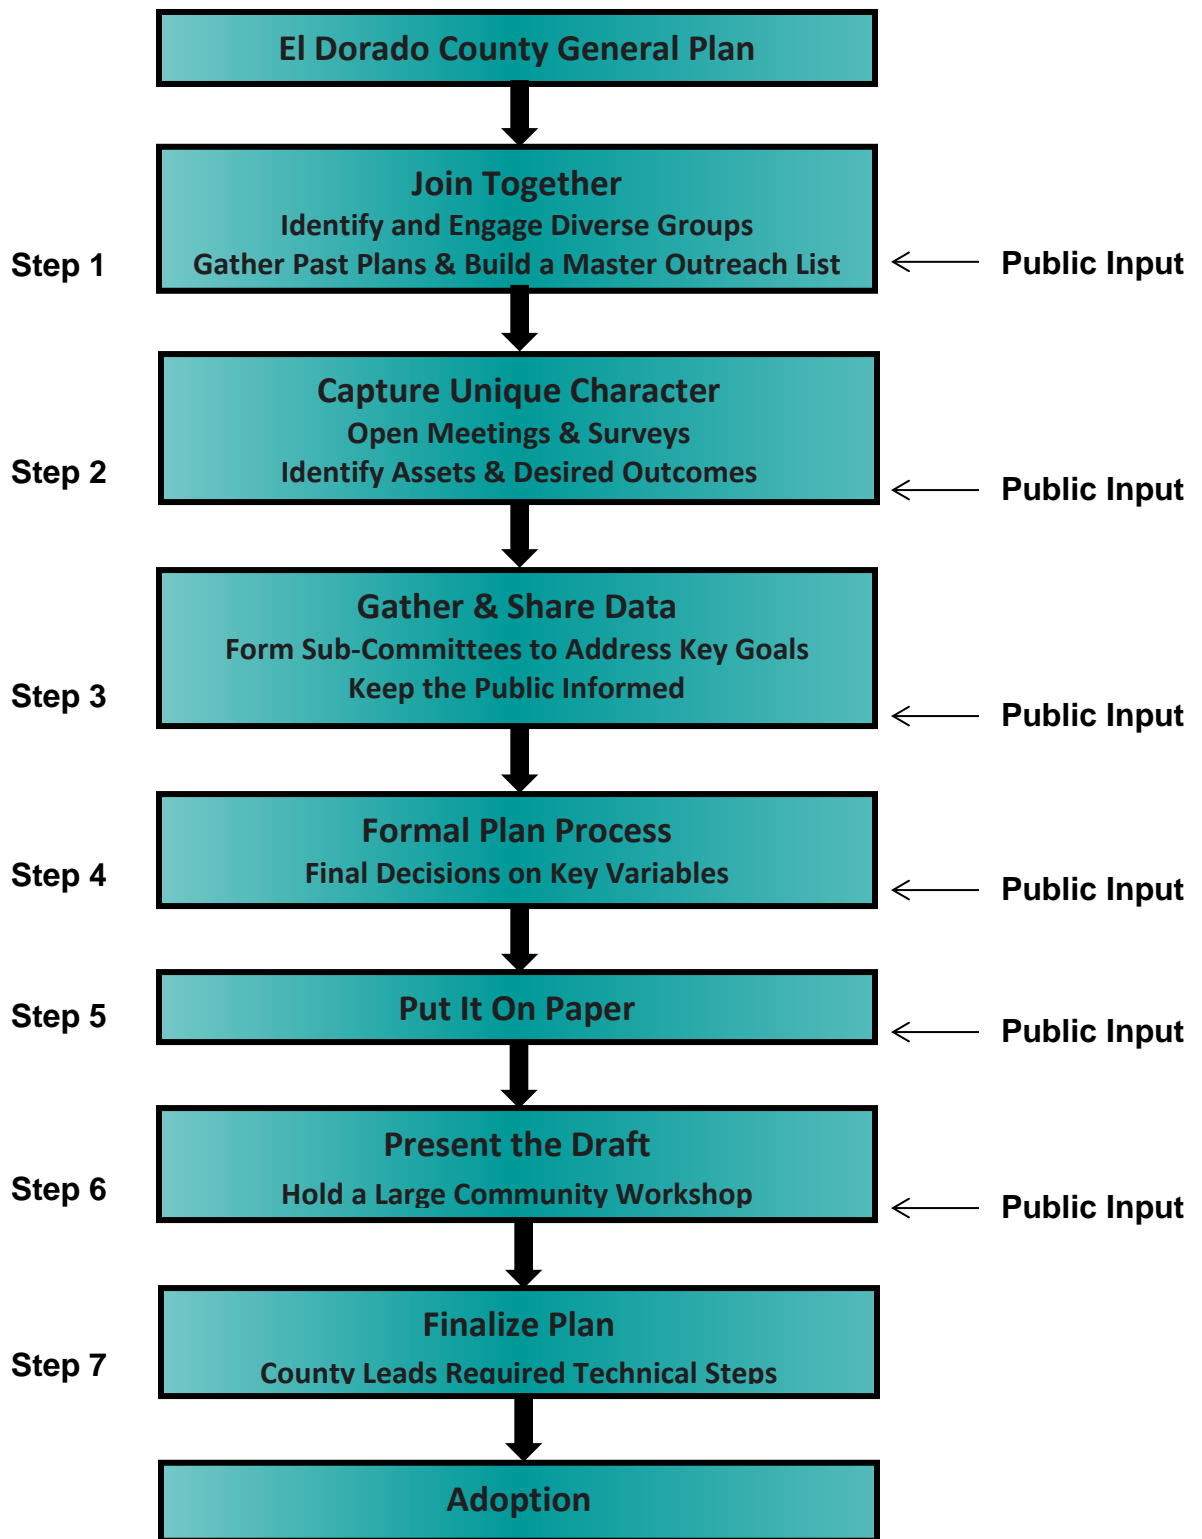 El Dorado County General Plan
Join Together
Identify and Engage Diverse Groups
Step 1
Gather Past Plans & Build a Master Outreach List
Public Input
Capture Unique Character
Open Meetings & Surveys
Step 2
Identify Assets & Desired Outcomes
Public Input
Gather & Share Data
Form Sub-Committees to Address Key Goals
Step 3
Keep the Public Informed
Public Input
Formal Plan Process
Step 4
Final Decisions on Key Variables
Public Input
Step 5
Put It On Paper
Public Input
Present the Draft
Step 6
Hold a Large Community Workshop
Public Input
Finalize Plan
Step 7
County Leads Required Technical Steps
Adoption